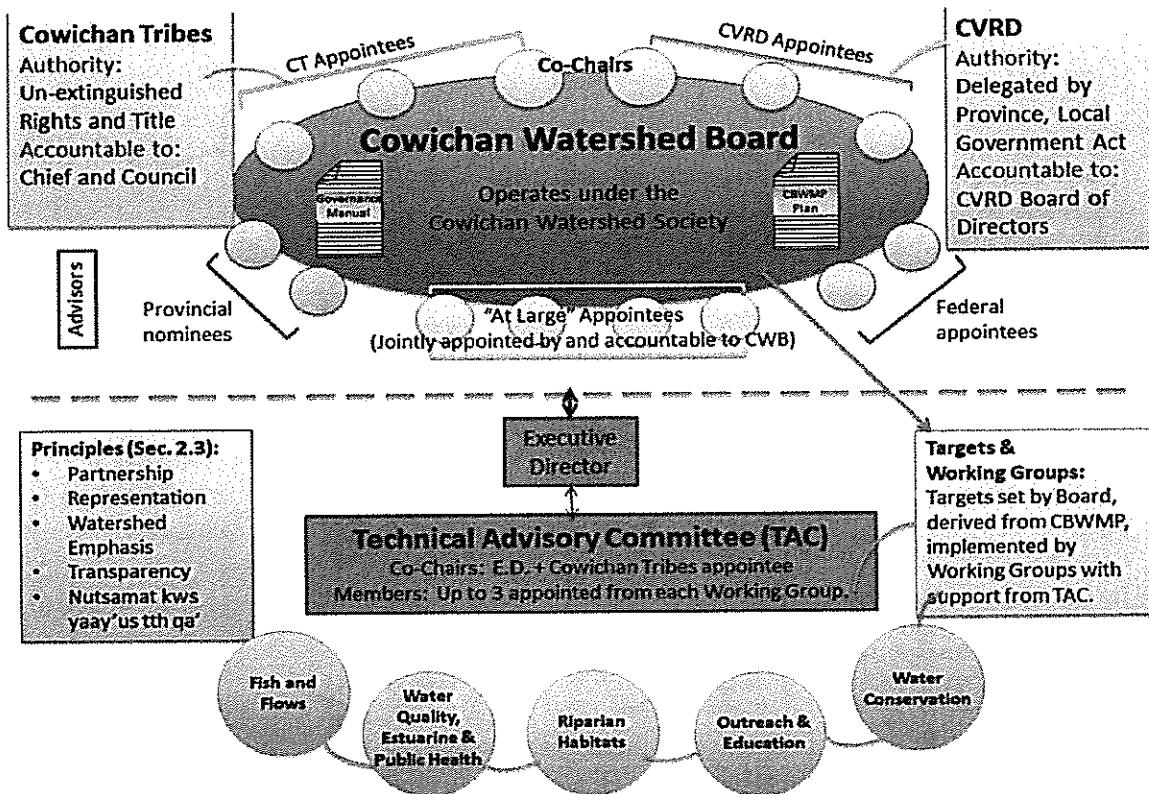 Cowichan Tribes
Authority:
Un-extinguished
Rights and Title
Accountable to:
Chief and Council
CT Appointees
Co-Chairs
CVRD Appointees
CVRD
Authority:
Delegated by
Province, Local
Government Act
Accountable to:
CVRD Board of
Directors
Cowichan Watershed Board
Operates under the
Cowichan Watershed Society
Governance
Manual
CBWMP
Plan
Advisors
Provincial
nominees
"At Large" Appointees
(Jointly appointed by and accountable to CWB)
Federal
appointees
Executive
Director
Principles (Sec. 2.3):
• Partnership
• Representation
• Watershed
Emphasis
• Transparency
• Nutsamat kws
yaay'us tth qa'
Technical Advisory Committee (TAC)
Co-Chairs: E.D. + Cowichan Tribes appointee
Members: Up to 3 appointed from each Working Group.
Targets &
Working Groups:
Targets set by Board,
derived from CBWMP,
implemented by
Working Groups with
support from TAC.
Fish and
Flows
Water
Quality,
Estuarine &
Public Health
Riparian
Habitats
Outreach &
Education
Water
Conservation